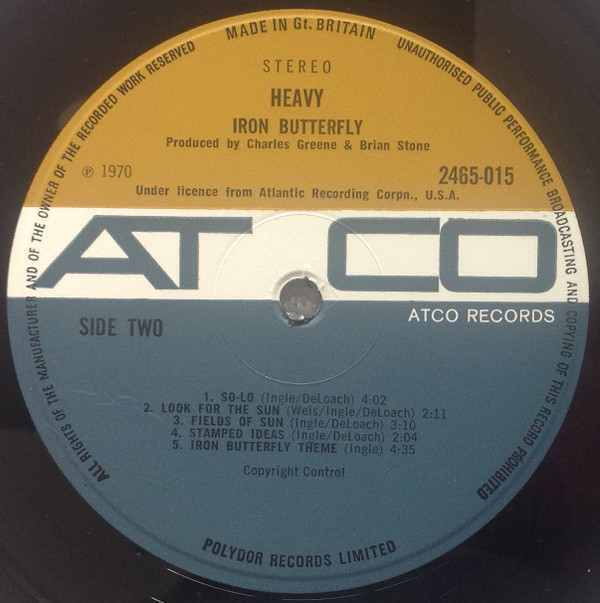 MADE IN Gt. BRITAIN
ALL RIGHTS OF THE MANUFACTURER AND OF THE OWNER OF THE RECORDED WORK RESERVED
UNAUTHORISED PUBLIC PERFORMANCE BROADCASTING AND COPYING OF THIS RECORD PROHIBITED
STEREO
HEAVY
IRON BUTTERFLY
Produced by Charles Greene & Brian Stone
℗ 1970
2465-015
Under licence from Atlantic Recording Corpn., U.S.A.
ATCO
ATCO RECORDS
SIDE TWO
1. SO-LO (Ingle/DeLoach) 4:02
2. LOOK FOR THE SUN (Weis/Ingle/DeLoach) 2:11
3. FIELDS OF SUN (Ingle/DeLoach) 3:10
4. STAMPED IDEAS (Ingle/DeLoach) 2:04
5. IRON BUTTERFLY THEME (Ingle) 4:35
Copyright Control
POLYDOR RECORDS LIMITED